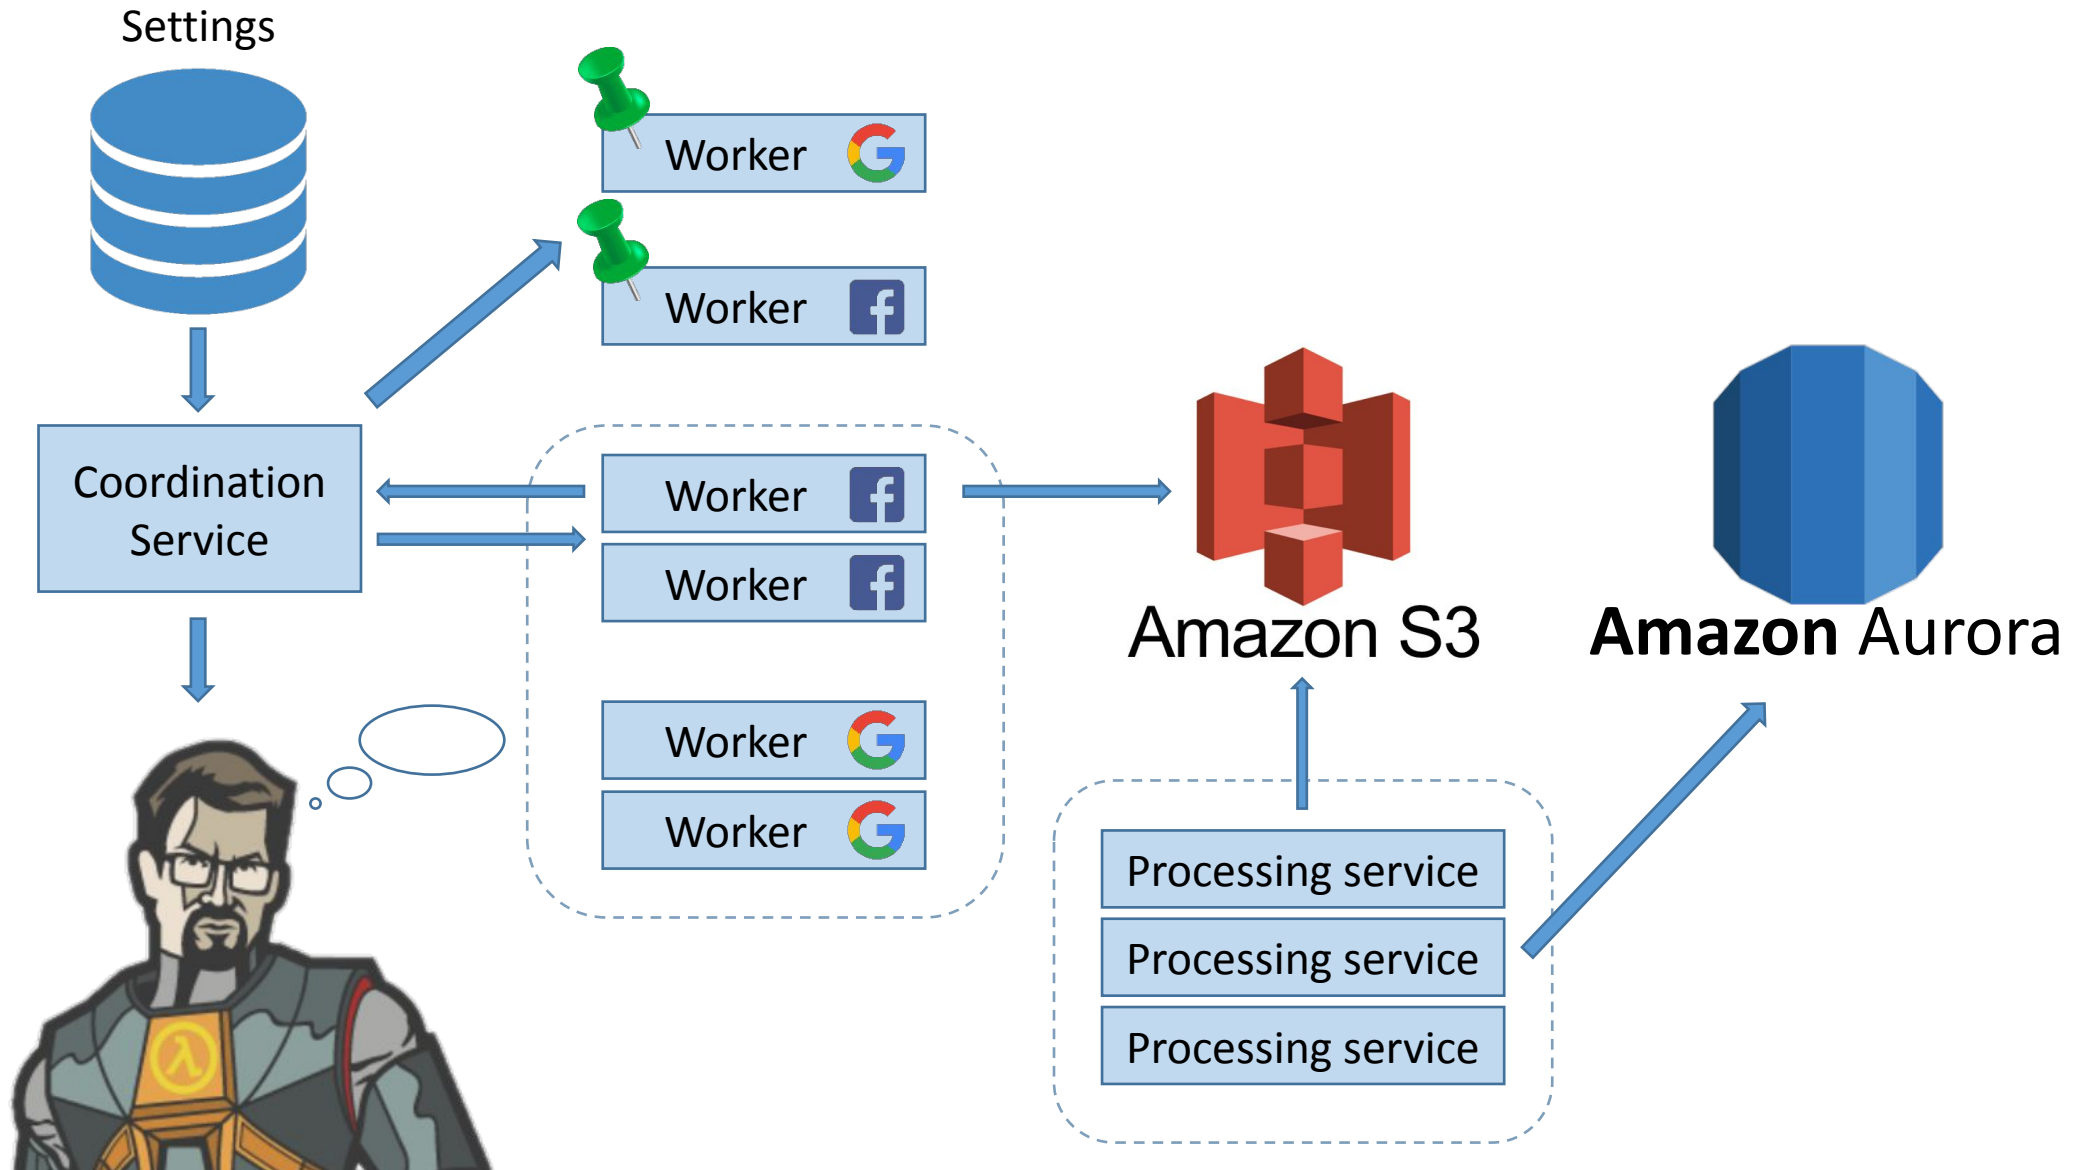 Settings
Worker
Worker
Coordination
Service
Worker
Worker
Worker
Worker
Amazon S3
Amazon Aurora
Processing service
Processing service
Processing service
λ